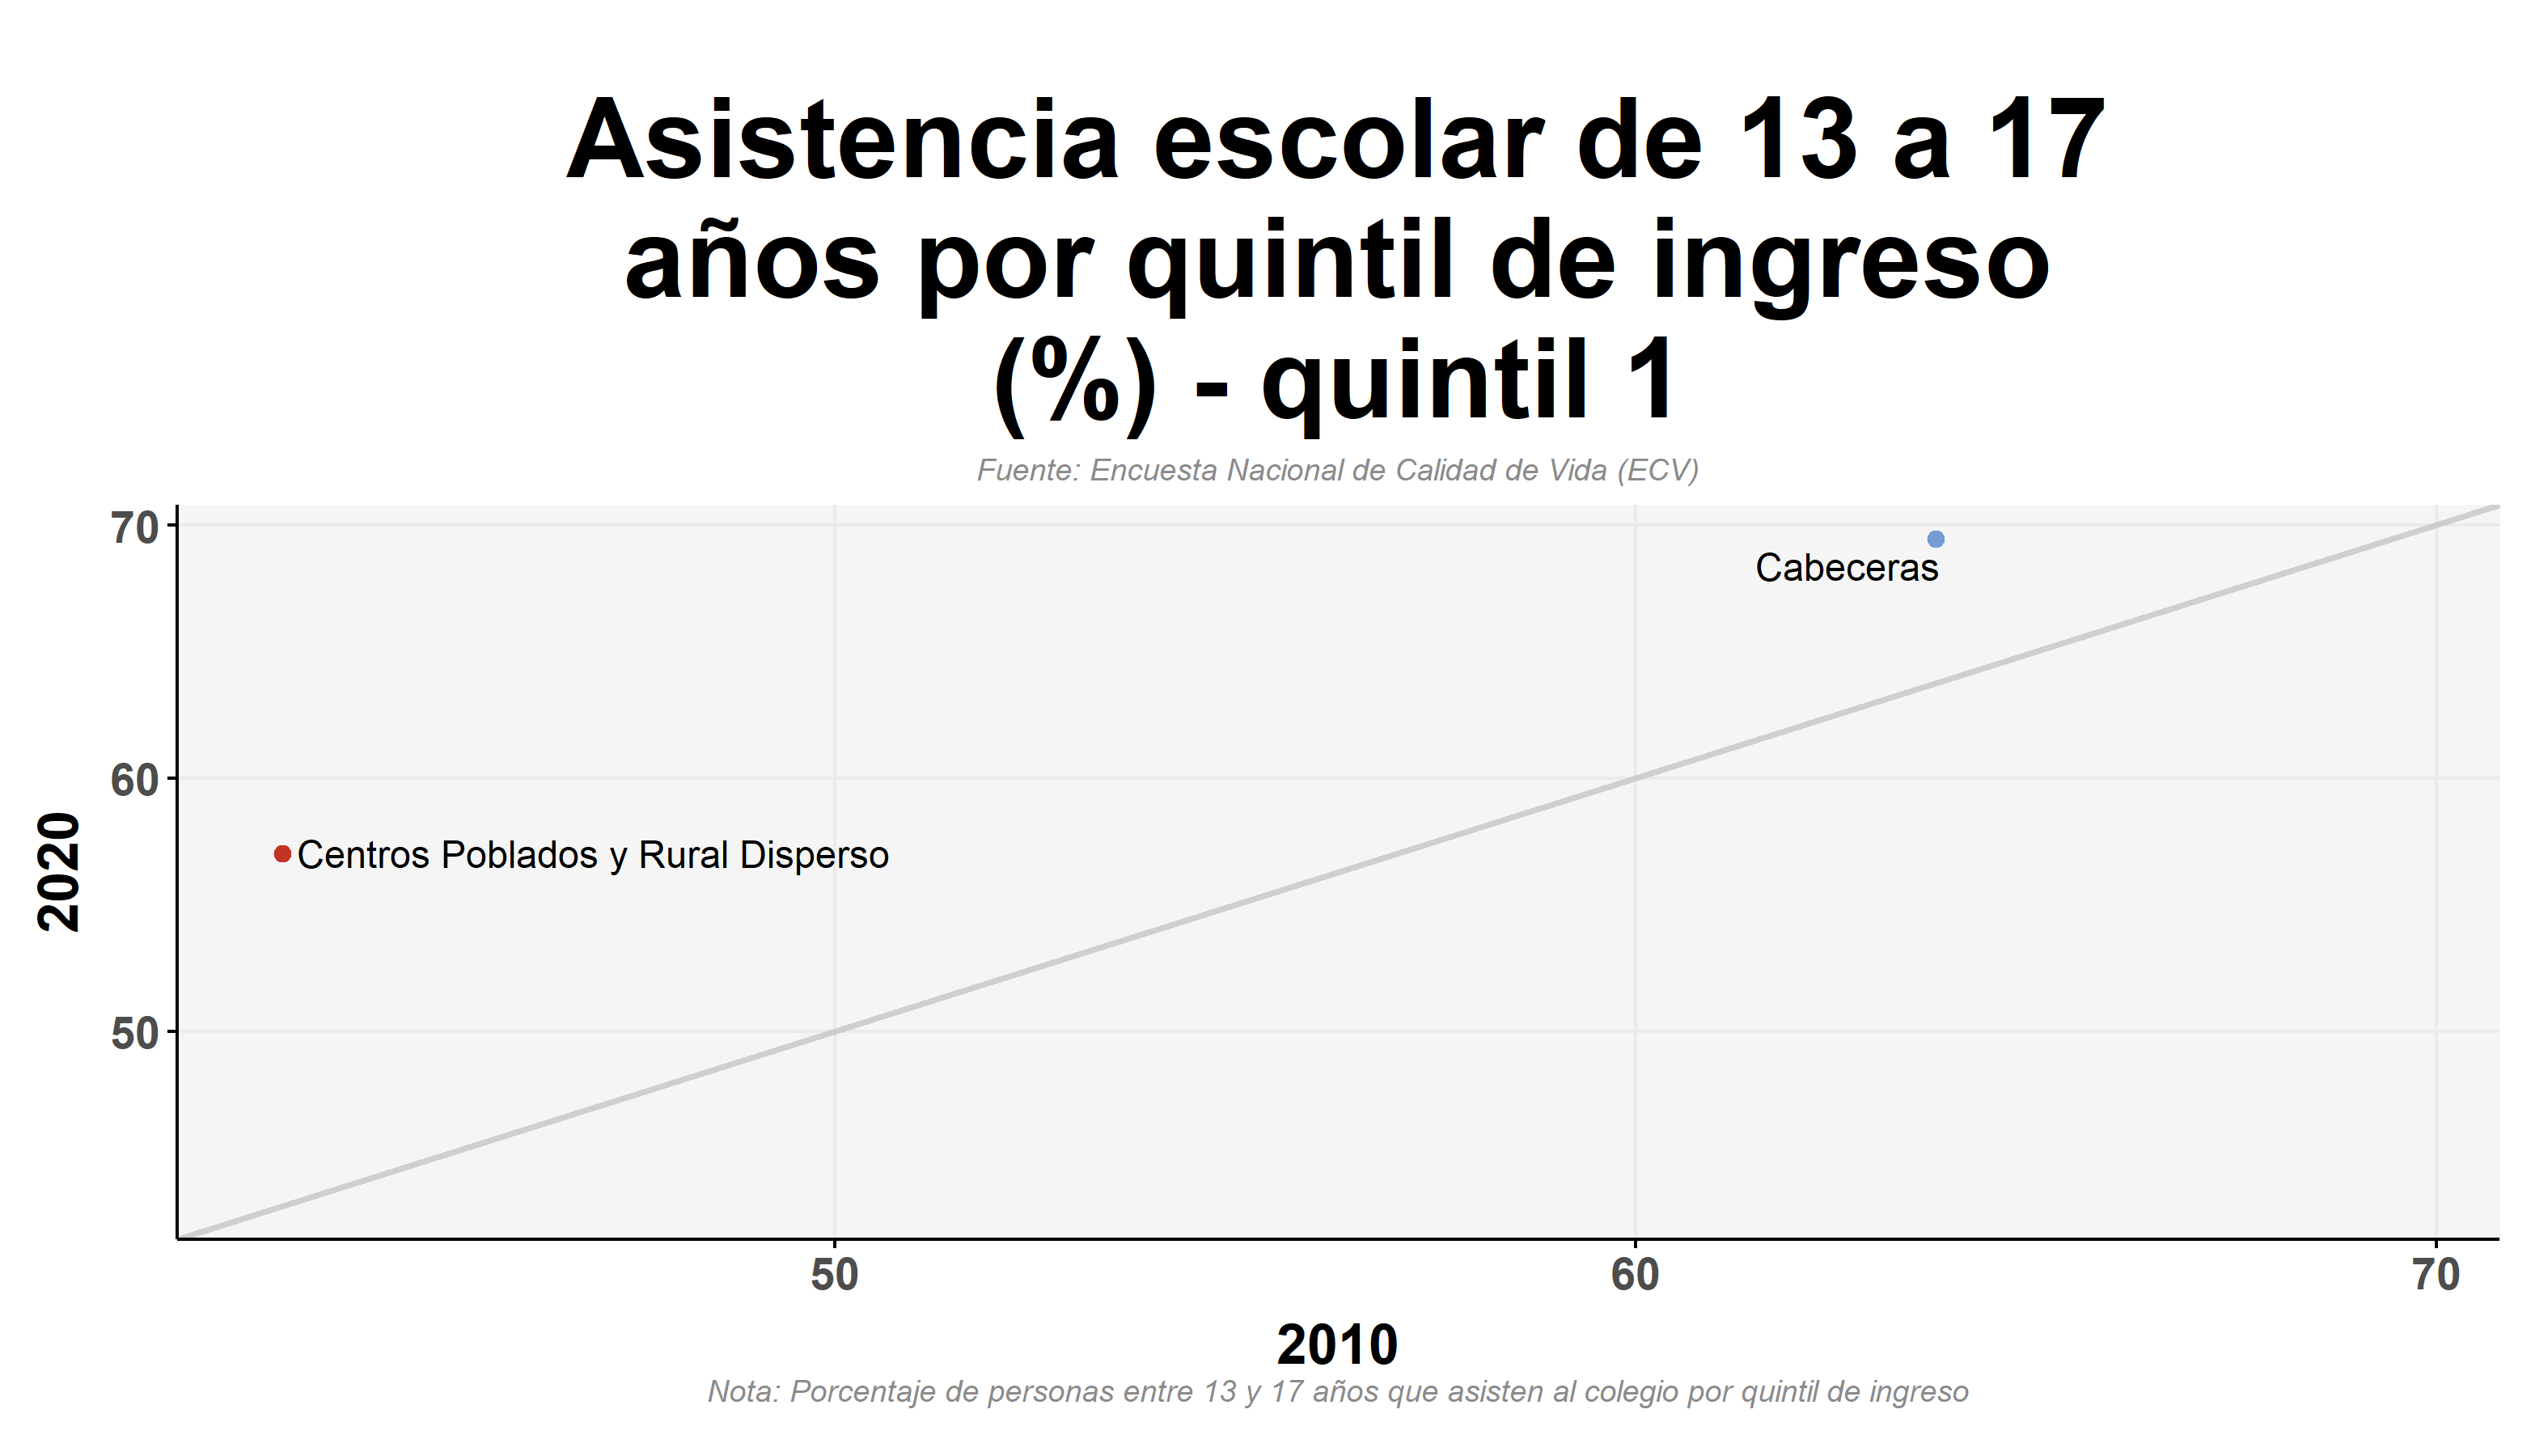 Asistencia escolar de 13 a 17
años por quintil de ingreso
(%) - quintil 1
Fuente: Encuesta Nacional de Calidad de Vida (ECV)
70
Cabeceras
60
2020
Centros Poblados y Rural Disperso
50
50 60 70
2010
Nota: Porcentaje de personas entre 13 y 17 años que asisten al colegio por quintil de ingreso